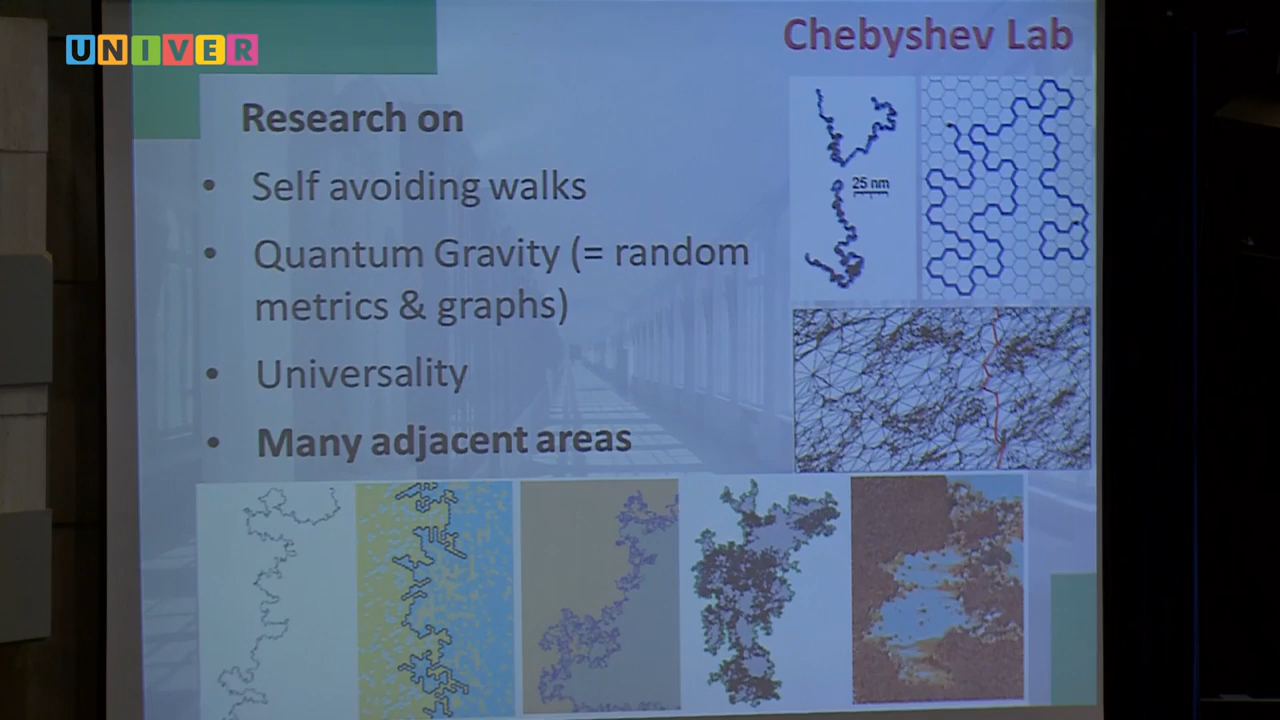 UNIVER
Chebyshev Lab
Research on
• Self avoiding walks
• Quantum Gravity (= random
metrics & graphs)
• Universality
• Many adjacent areas
25 nm